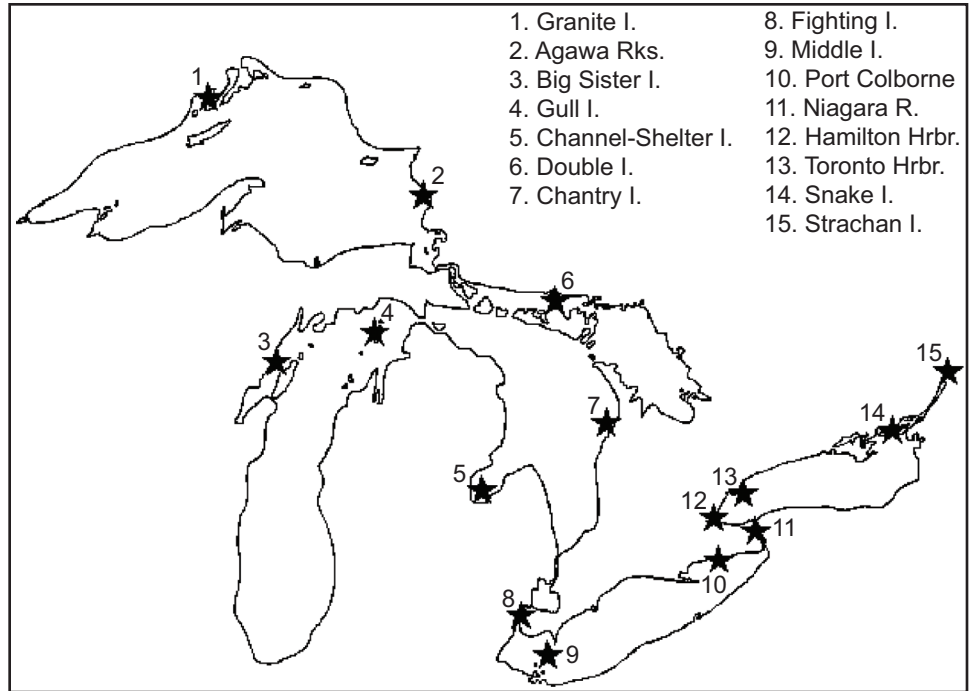 1. Granite I.
2. Agawa Rks.
3. Big Sister I.
4. Gull I.
5. Channel-Shelter I.
6. Double I.
7. Chantry I.
8. Fighting I.
9. Middle I.
10. Port Colborne
11. Niagara R.
12. Hamilton Hrbr.
13. Toronto Hrbr.
14. Snake I.
15. Strachan I.
1
2
6
4
3
15
7
14
5
13
12
11
10
8
9